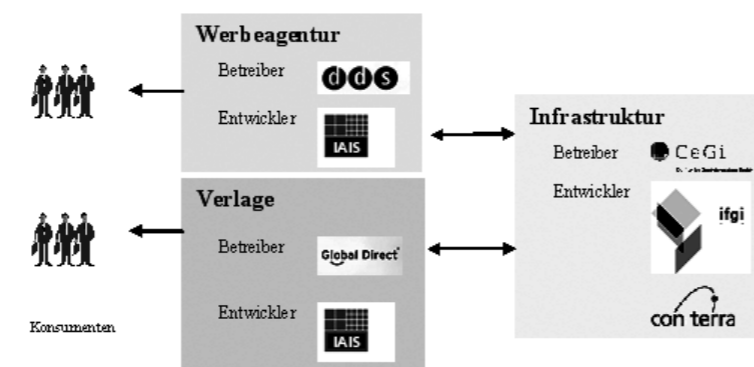 Werbeagentur
Betreiber
dds
Entwickler
IAIS
Verlage
Betreiber
Global Direct
Entwickler
IAIS
Konsumenten
Infrastruktur
Betreiber
CeGi
Entwickler
ifgi
con terra